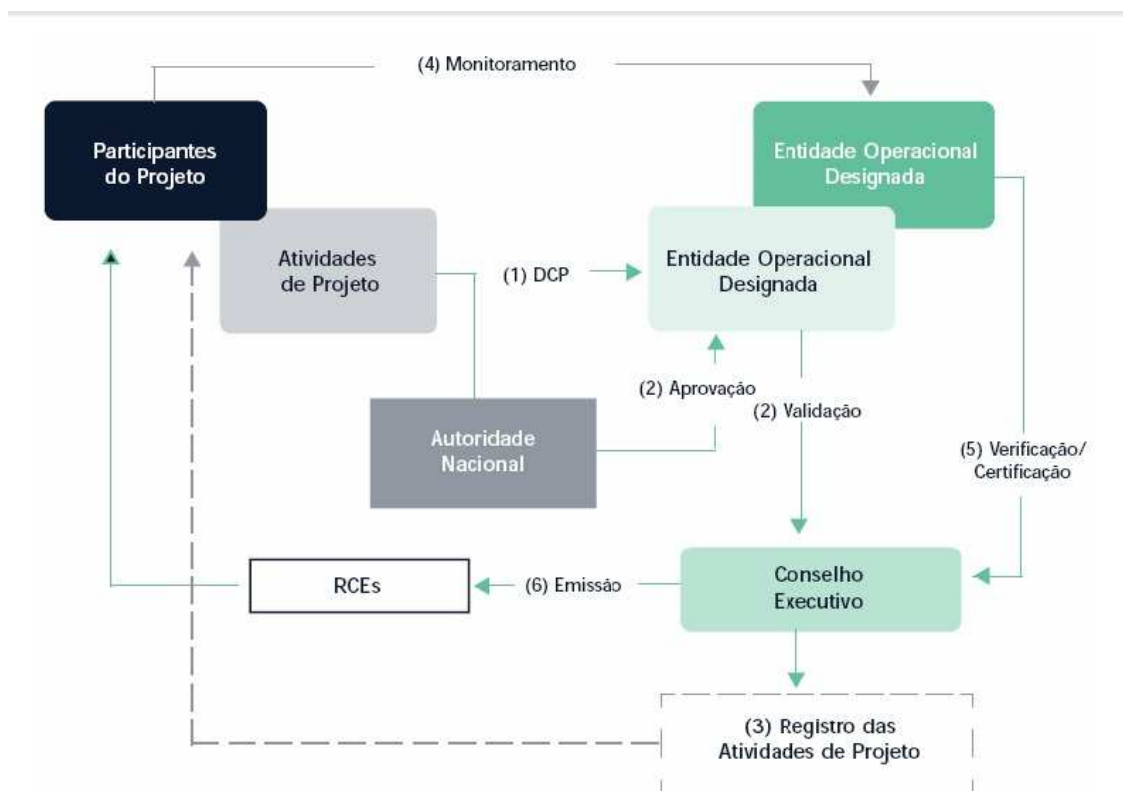 (4) Monitoramento
Participantes
do Projeto
Entidade Operacional
Designada
Atividades
de Projeto
(1) DCP
Entidade Operacional
Designada
(2) Aprovação
(2) Validação
Autoridade
Nacional
(5) Verificação/
Certificação
RCEs
(6) Emissão
Conselho
Executivo
(3) Registro das
Atividades de Projeto